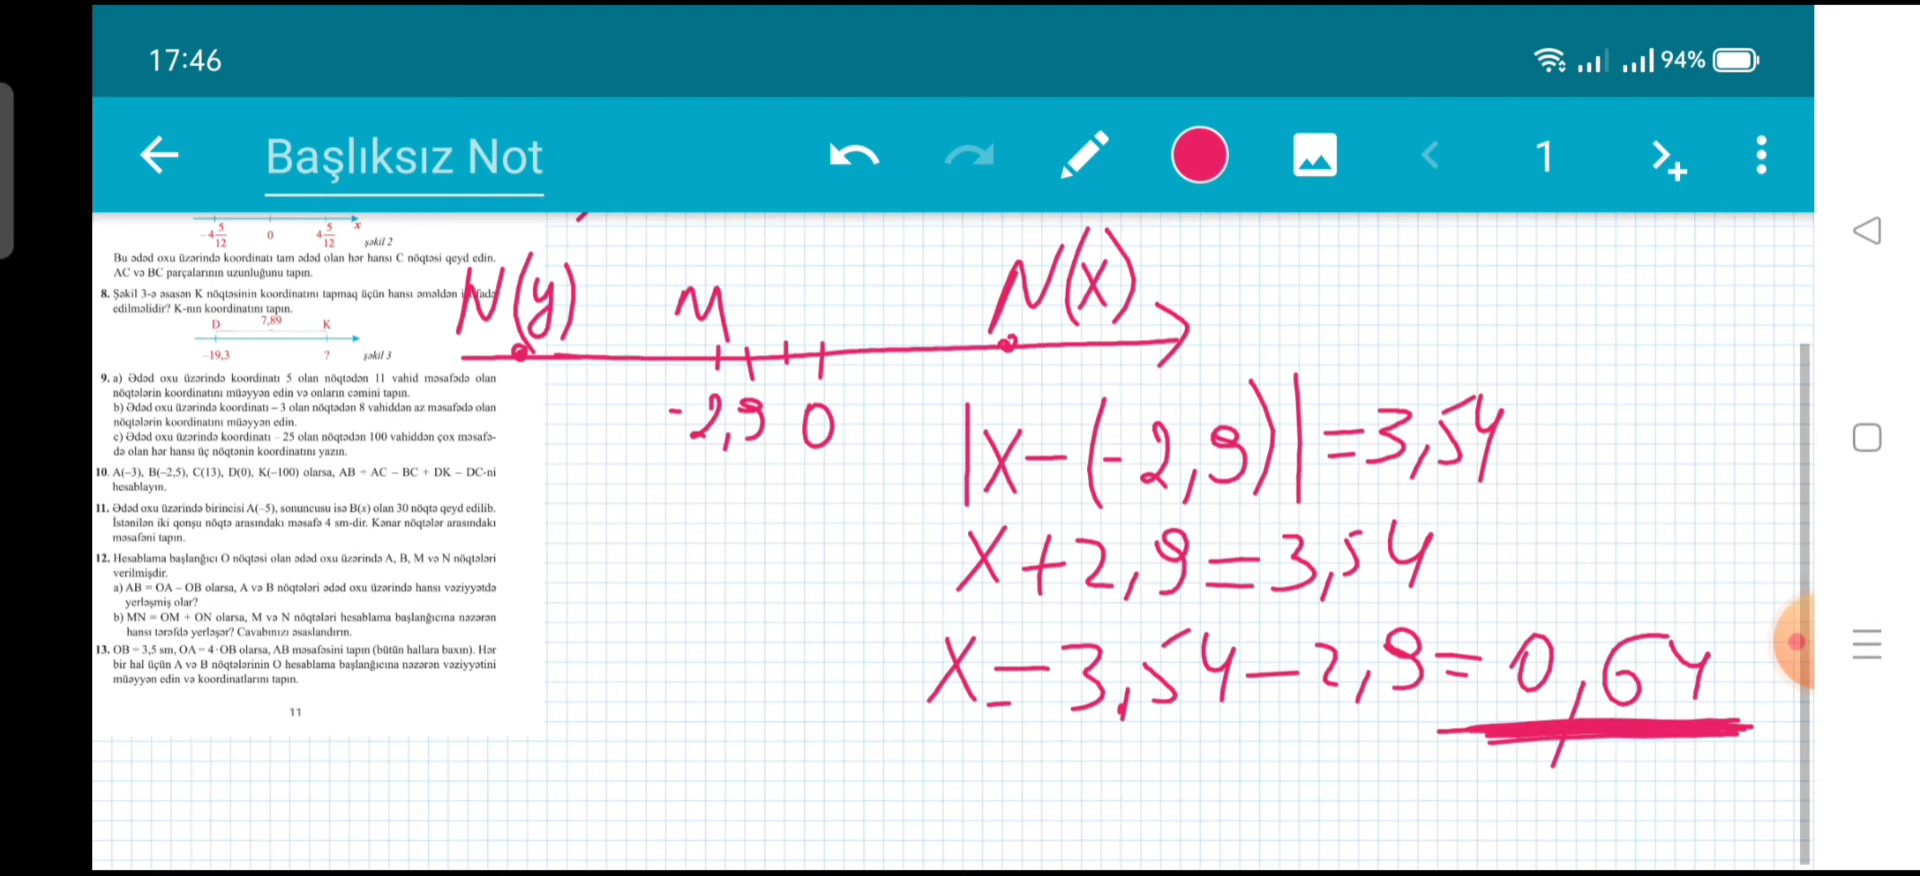 17:46
94%
Başlıksız Not
1
-4 5/12 0 4 5/12 x şəkil 2
Bu ədəd oxu üzərində koordinatı tam ədəd olan hər hansı C nöqtəsi qeyd edin.
AC və BC parçalarının uzunluğunu tapın.
8. Şəkil 3-ə əsasən K nöqtəsinin koordinatını tapmaq üçün hansı əməldən
edilməlidir? K-nın koordinatını tapın.
D 7,89 K
-19,3 ? şəkil 3
9. a) Ədəd oxu üzərində koordinatı 5 olan nöqtədən 11 vahid məsafədə olan
nöqtələrin koordinatını müəyyən edin və onların cəmini tapın.
b) Ədəd oxu üzərində koordinatı – 3 olan nöqtədən 8 vahiddən az məsafədə olan
nöqtələrin koordinatını müəyyən edin.
c) Ədəd oxu üzərində koordinatı – 25 olan nöqtədən 100 vahiddən çox məsafə-
də olan hər hansı üç nöqtənin koordinatını yazın.
10. A(–3), B(–2,5), C(13), D(0), K(–100) olarsa, AB + AC – BC + DK – DC-ni
hesablayın.
11. Ədəd oxu üzərində birincisi A(–5), sonuncusu isə B(x) olan 30 nöqtə qeyd edilib.
İstənilən iki qonşu nöqtə arasındakı məsafə 4 sm-dir. Kənar nöqtələr arasındakı
məsafəni tapın.
12. Hesablama başlanğıcı O nöqtəsi olan ədəd oxu üzərində A, B, M və N nöqtələri
verilmişdir.
a) AB = OA – OB olarsa, A və B nöqtələri ədəd oxu üzərində hansı vəziyyətdə
yerləşmiş olar?
b) MN = OM + ON olarsa, M və N nöqtələri hesablama başlanğıcına nəzərən
hansı tərəfdə yerləşər? Cavabınızı əsaslandırın.
13. OB = 3,5 sm, OA = 4·OB olarsa, AB məsafəsini tapın (bütün hallara baxın). Hər
bir hal üçün A və B nöqtələrinin O hesablama başlanğıcına nəzərən vəziyyətini
müəyyən edin və koordinatlarını tapın.
11
N(y) M N(x)
-2,9 0
|x-(-2,9)|=3,54
x+2,9=3,54
x=3,54-2,9=0,64